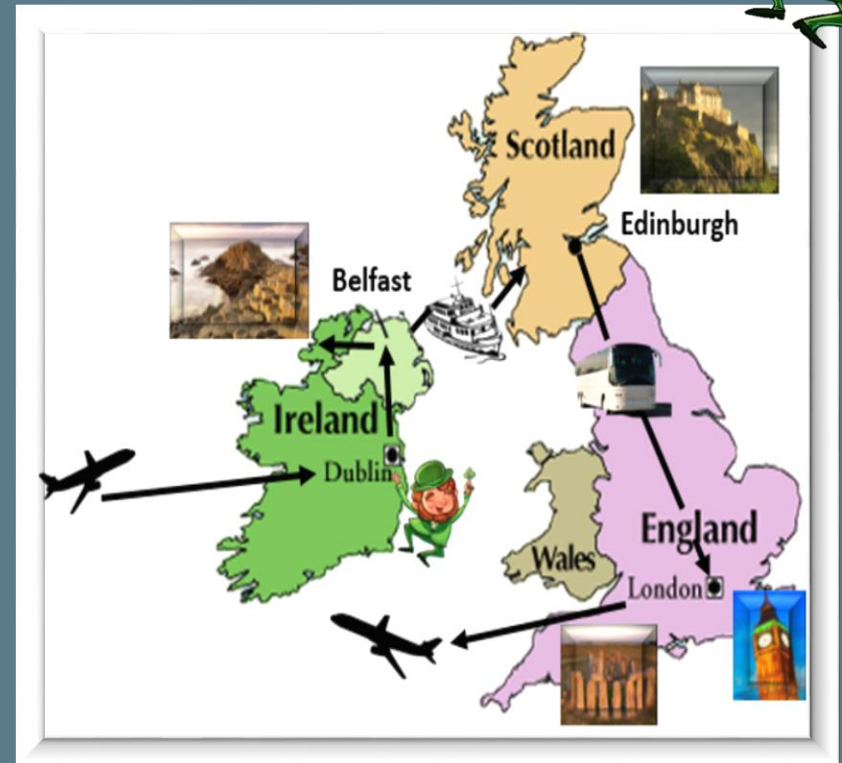 Scotland
Edinburgh
Belfast
Ireland
Dublin
England
Wales
London